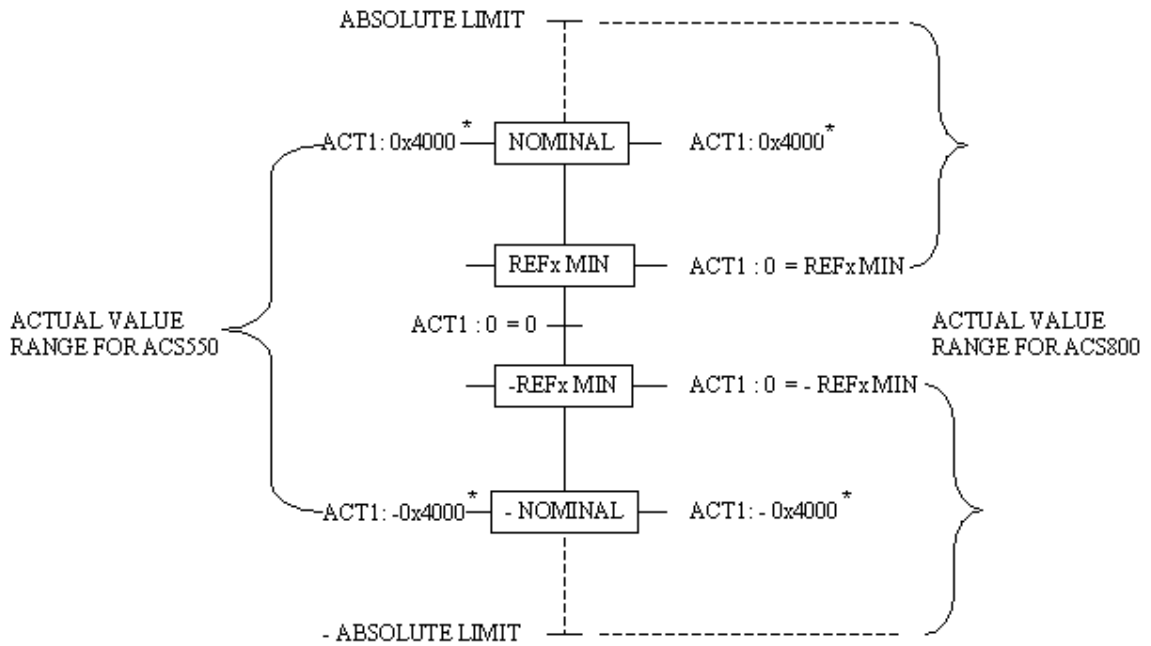 ABSOLUTE LIMIT
ACT1: 0x4000*
NOMINAL
ACT1: 0x4000*
REFx MIN
ACT1 : 0 = REFx MIN
ACTUAL VALUE
RANGE FOR ACS550
ACT1 : 0 = 0
ACTUAL VALUE
RANGE FOR ACS800
-REFx MIN
ACT1 : 0 = - REFx MIN
ACT1: -0x4000*
- NOMINAL
ACT1: - 0x4000*
- ABSOLUTE LIMIT